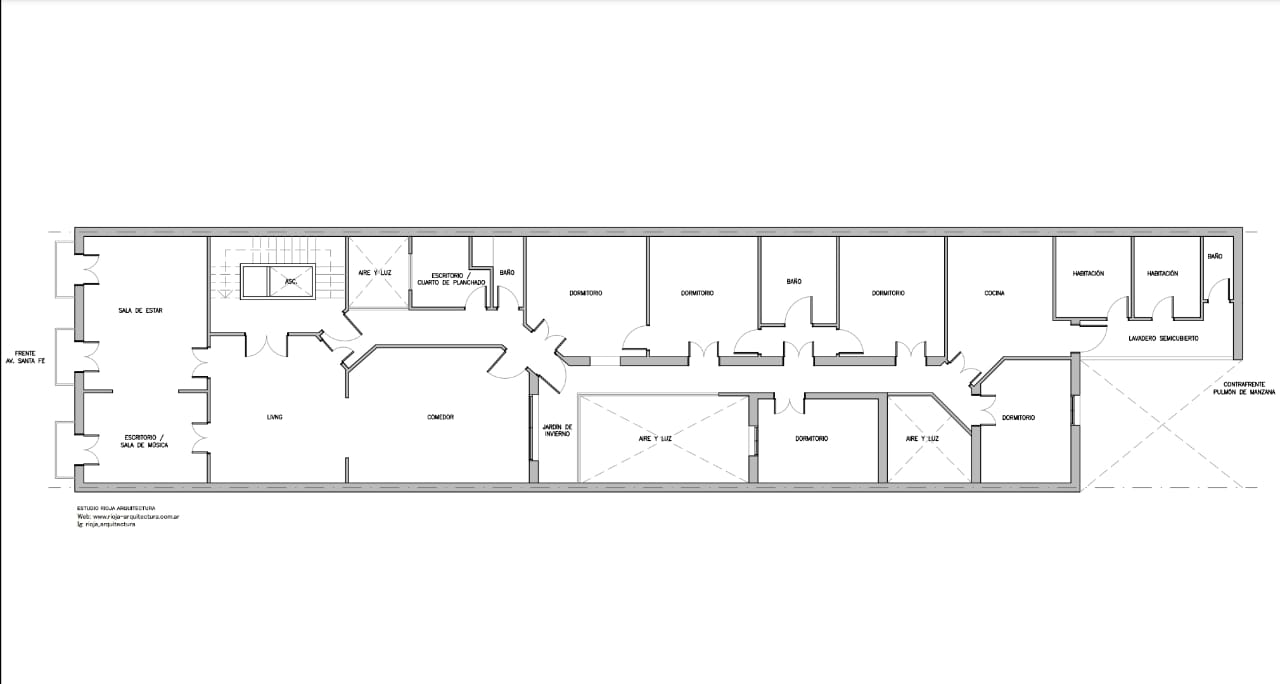 AIRE Y LUZ
ESCRITORIO /
CUARTO DE PLANCHADO
BAÑO
ASC.
DORMITORIO
DORMITORIO
BAÑO
DORMITORIO
COCINA
HABITACIÓN
HABITACIÓN
BAÑO
SALA DE ESTAR
LAVADERO SEMICUBIERTO
FRENTE
AV. SANTA FE
CONTRAFRENTE
PULMÓN DE MANZANA
LIVNG
COMEDOR
DORMITORIO
JARDÍN DE
INVIERNO
ESCRITORIO /
SALA DE MÚSICA
AIRE Y LUZ
DORMITORIO
AIRE Y LUZ
ESTUDIO RIOJA ARQUITECTURA
Web: www.rioja-arquitectura.com.ar
Ig: rioja_arquitectura